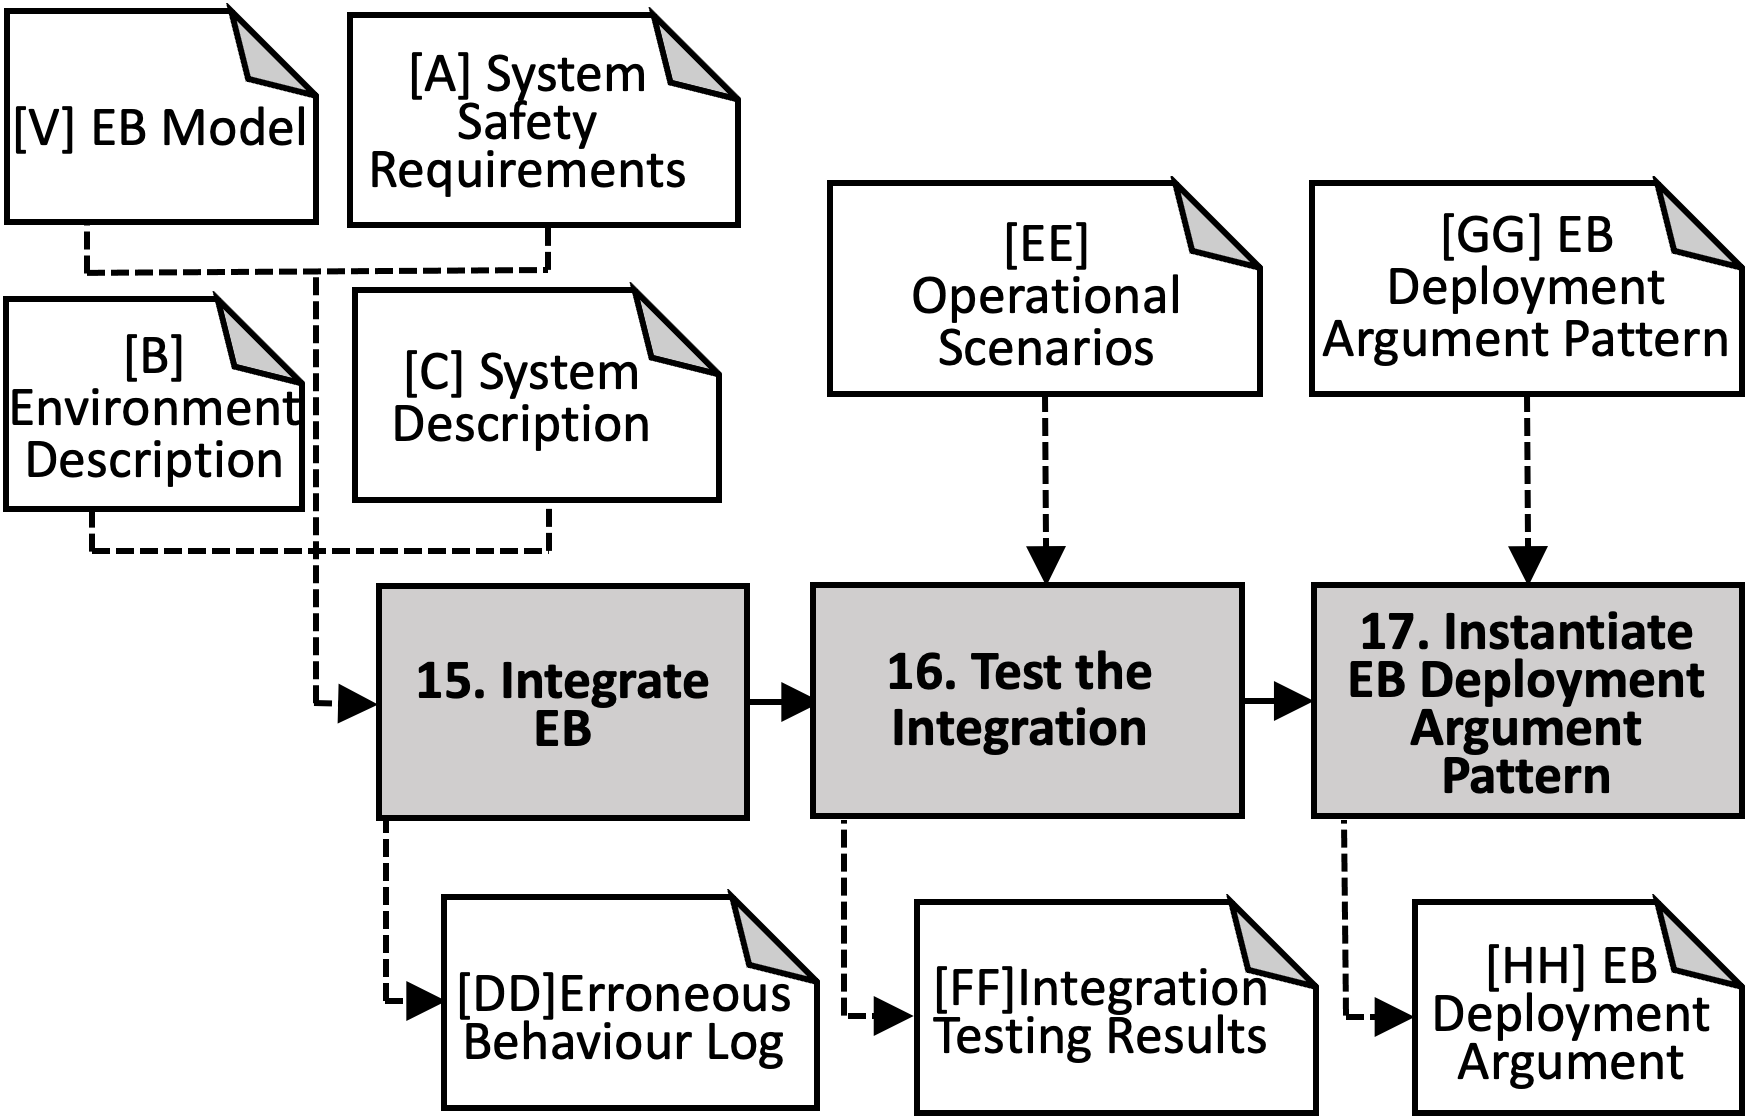 [V] EB Model
[A] System
Safety
Requirements
[B]
Environment
Description
[C] System
Description
[EE]
Operational
Scenarios
[GG] EB
Deployment
Argument Pattern
15. Integrate
EB
16. Test the
Integration
17. Instantiate
EB Deployment
Argument
Pattern
[DD]Erroneous
Behaviour Log
[FF]Integration
Testing Results
[HH] EB
Deployment
Argument